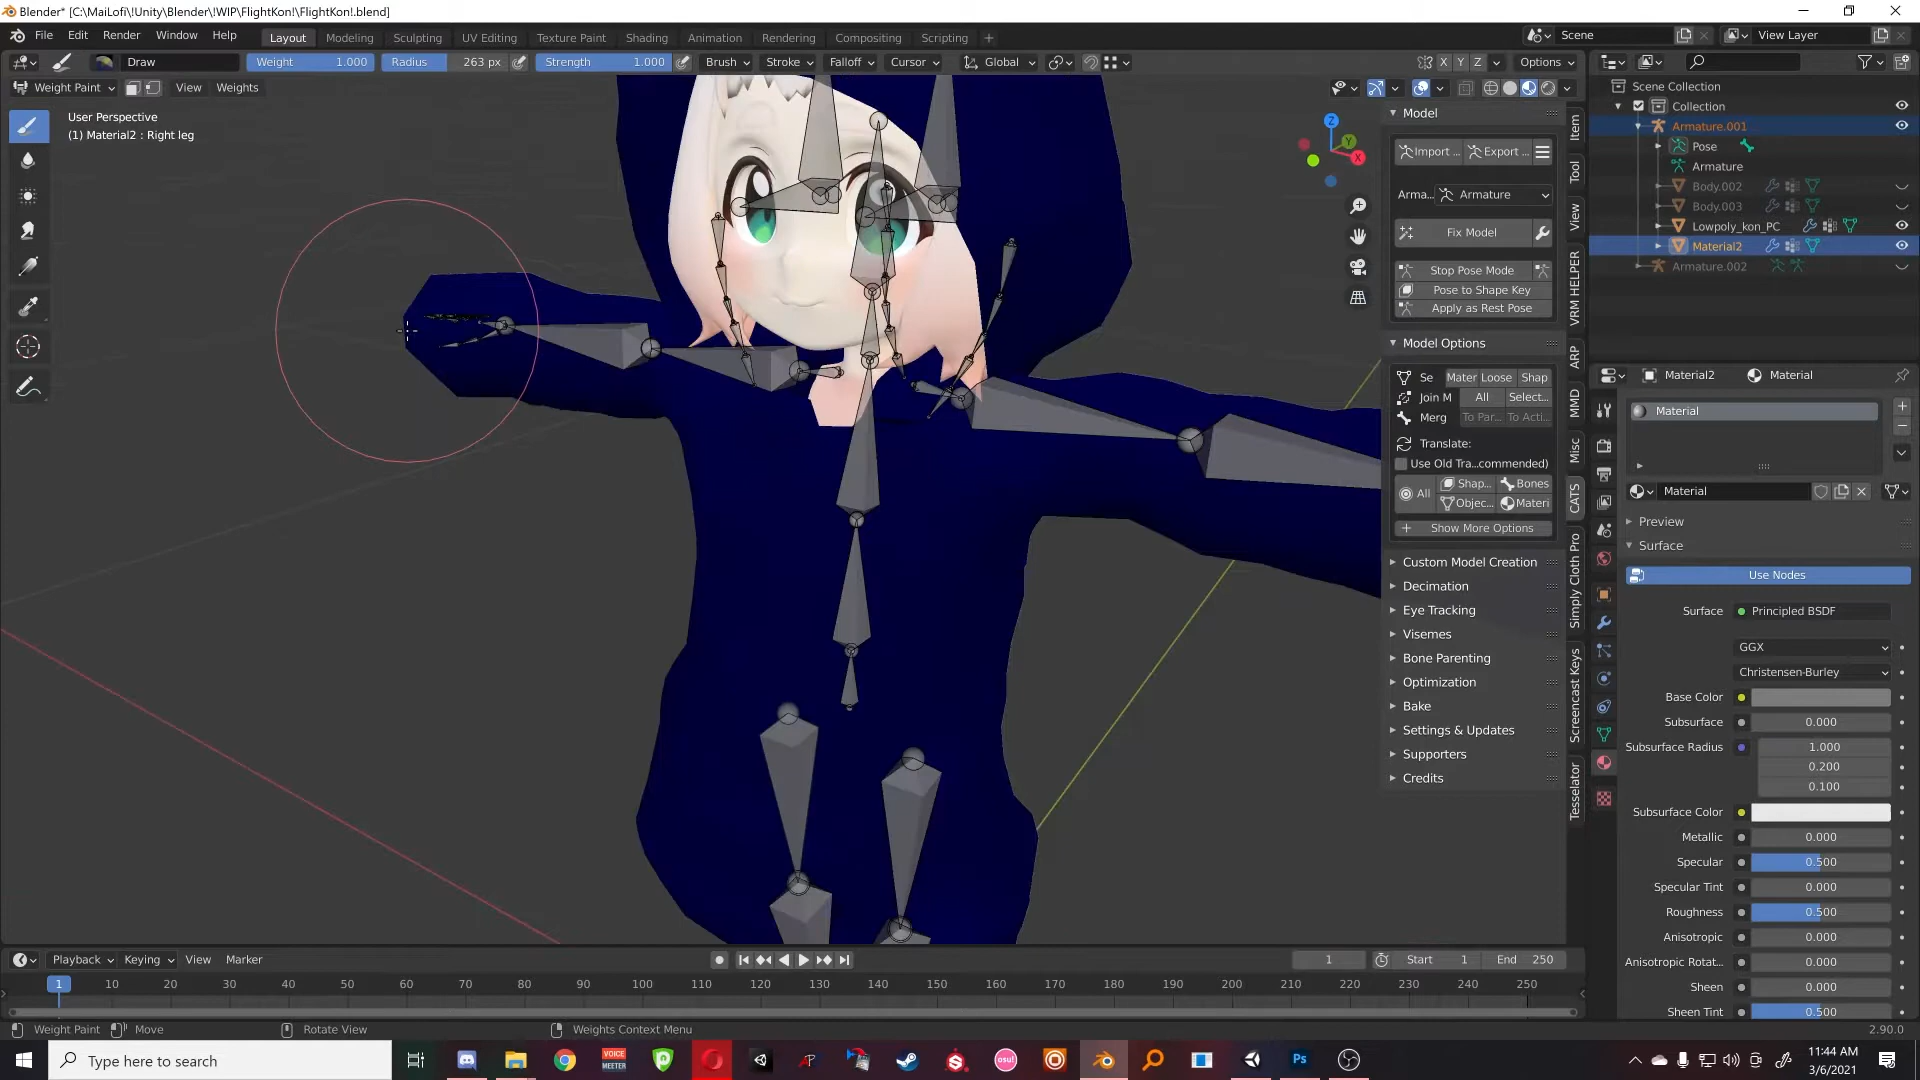 Blender* [C:\MaiLofi\!Unity\Blender\!WIP\FlightKon!\FlightKon!.blend]
File Edit Render Window Help Layout Modeling Sculpting UV Editing Texture Paint Shading Animation Rendering Compositing Scripting + Scene View Layer
Draw Weight 1.000 Radius 263 px Strength 1.000 Brush Stroke Falloff Cursor Global X Y Z Options
Weight Paint View Weights
User Perspective
(1) Material2 : Right leg
Z
Y
X
Model
Import ... Export ...
Arma... Armature
Fix Model
Stop Pose Mode
Pose to Shape Key
Apply as Rest Pose
Model Options
Se Mater Loose Shap
Join M All Select...
Merg To Par... To Acti...
Translate:
Use Old Tra...commended)
All Shap... Bones
Objec... Materi
+ Show More Options
Custom Model Creation
Decimation
Eye Tracking
Visemes
Bone Parenting
Optimization
Bake
Settings & Updates
Supporters
Credits
Item
Tool
View
VRM HELPER
ARP
MMD
Misc
CATS
Simply Cloth Pro
Screencast Keys
Tesselator
Scene Collection
Collection
Armature.001
Pose
Armature
Body.002
Body.003
Lowpoly_kon_PC
Material2
Armature.002
Material2 Material
Material
Material
Preview
Surface
Use Nodes
Surface Principled BSDF
GGX
Christensen-Burley
Base Color
Subsurface 0.000
Subsurface Radius 1.000
0.200
0.100
Subsurface Color
Metallic 0.000
Specular 0.500
Specular Tint 0.000
Roughness 0.500
Anisotropic 0.000
Anisotropic Rotat... 0.000
Sheen 0.000
Sheen Tint 0.500
Playback Keying View Marker 1 Start 1 End 250
1 10 20 30 40 50 60 70 80 90 100 110 120 130 140 150 160 170 180 190 200 210 220 230 240 250
Weight Paint Move Rotate View Weights Context Menu 2.90.0
Type here to search
VOICE MEETER
osu!
Ps
11:44 AM
3/6/2021